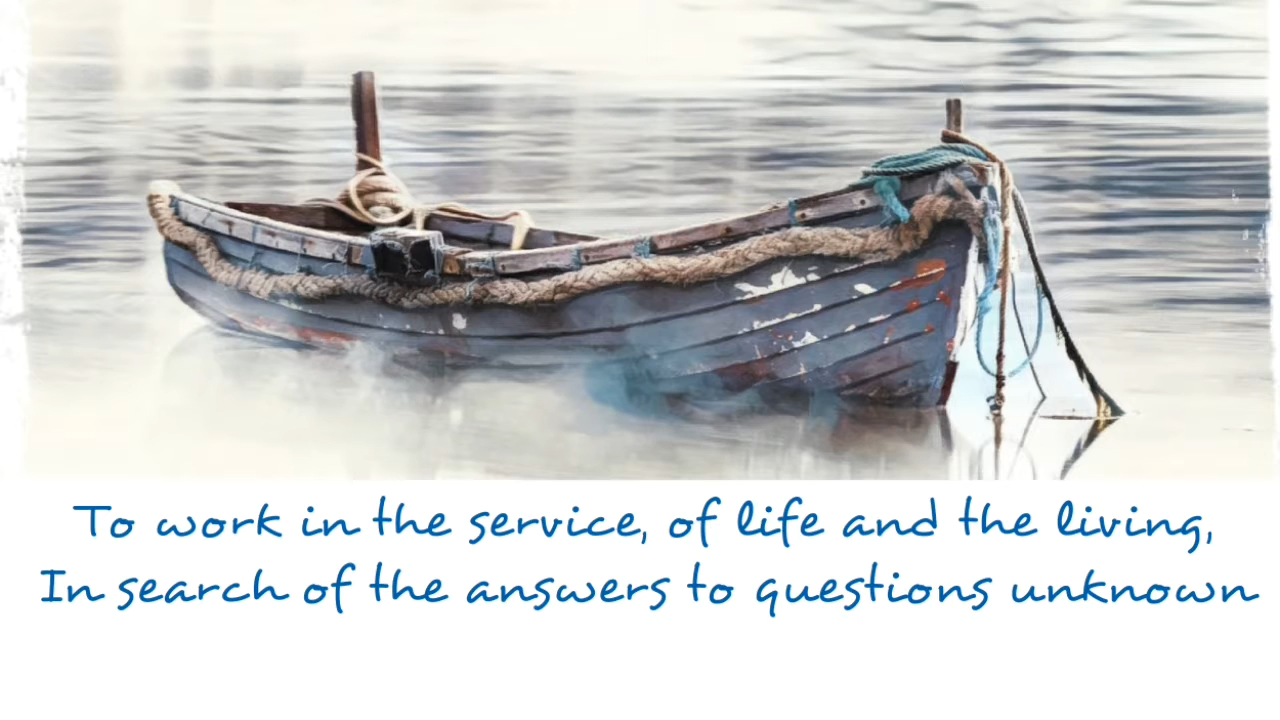 To work in the service, of life and the living,
In search of the answers to questions unknown